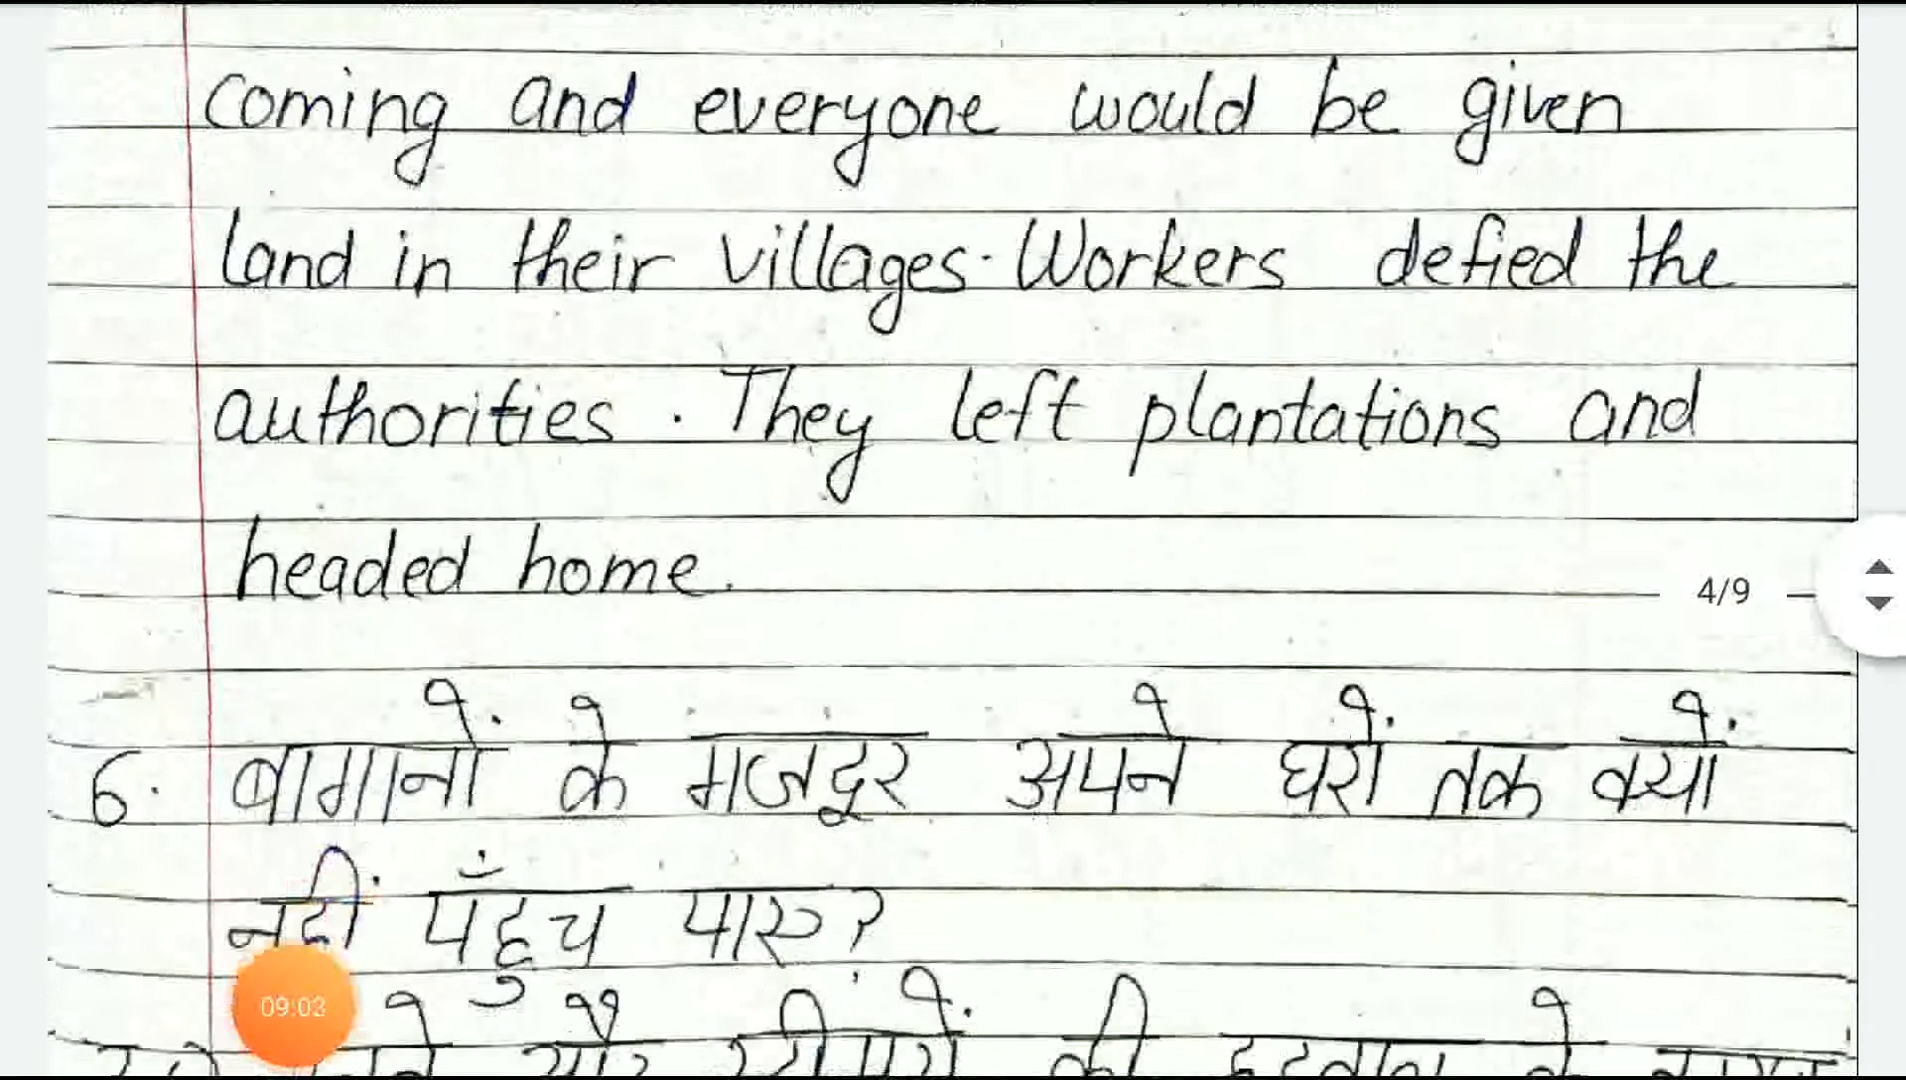 coming and everyone would be given
land in their villages. Workers defied the
authorities. They left plantations and
headed home.
4/9
6. बागानों के मजदूर अपने घरों तक क्यों
नहीं पहुँच पाए?
09:03